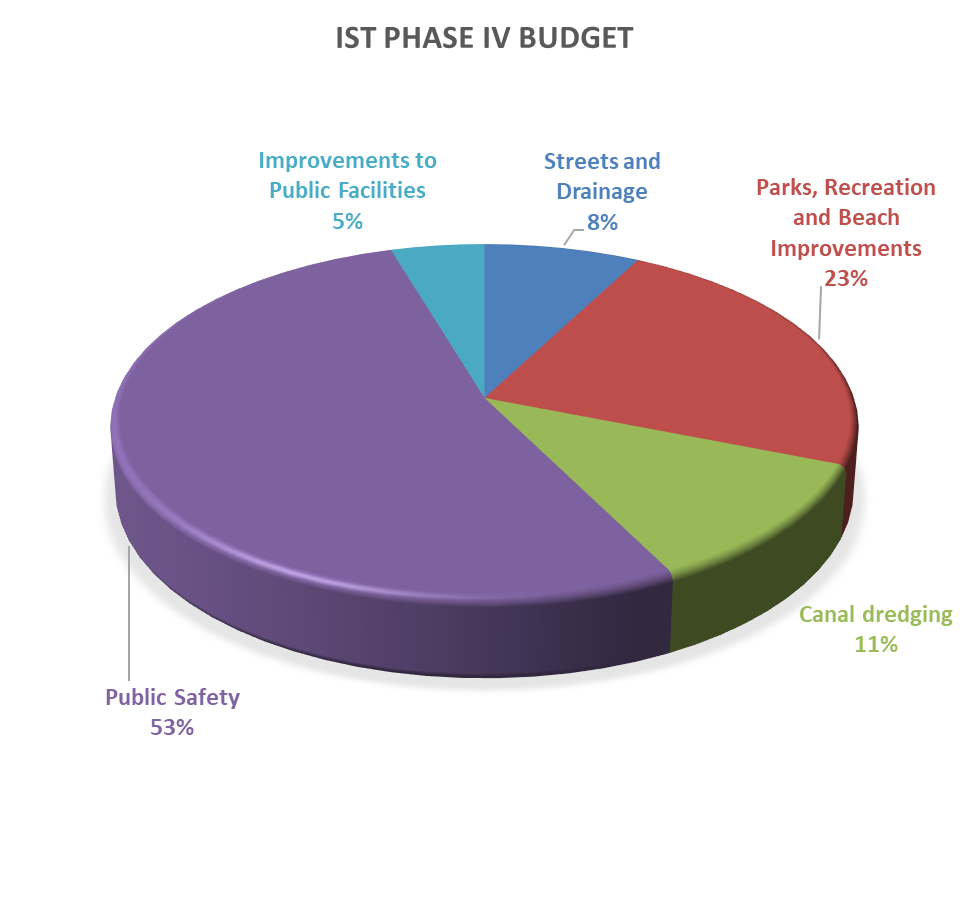 IST PHASE IV BUDGET
Improvements to
Public Facilities
5%
Streets and
Drainage
8%
Parks, Recreation
and Beach
Improvements
23%
Canal dredging
11%
Public Safety
53%